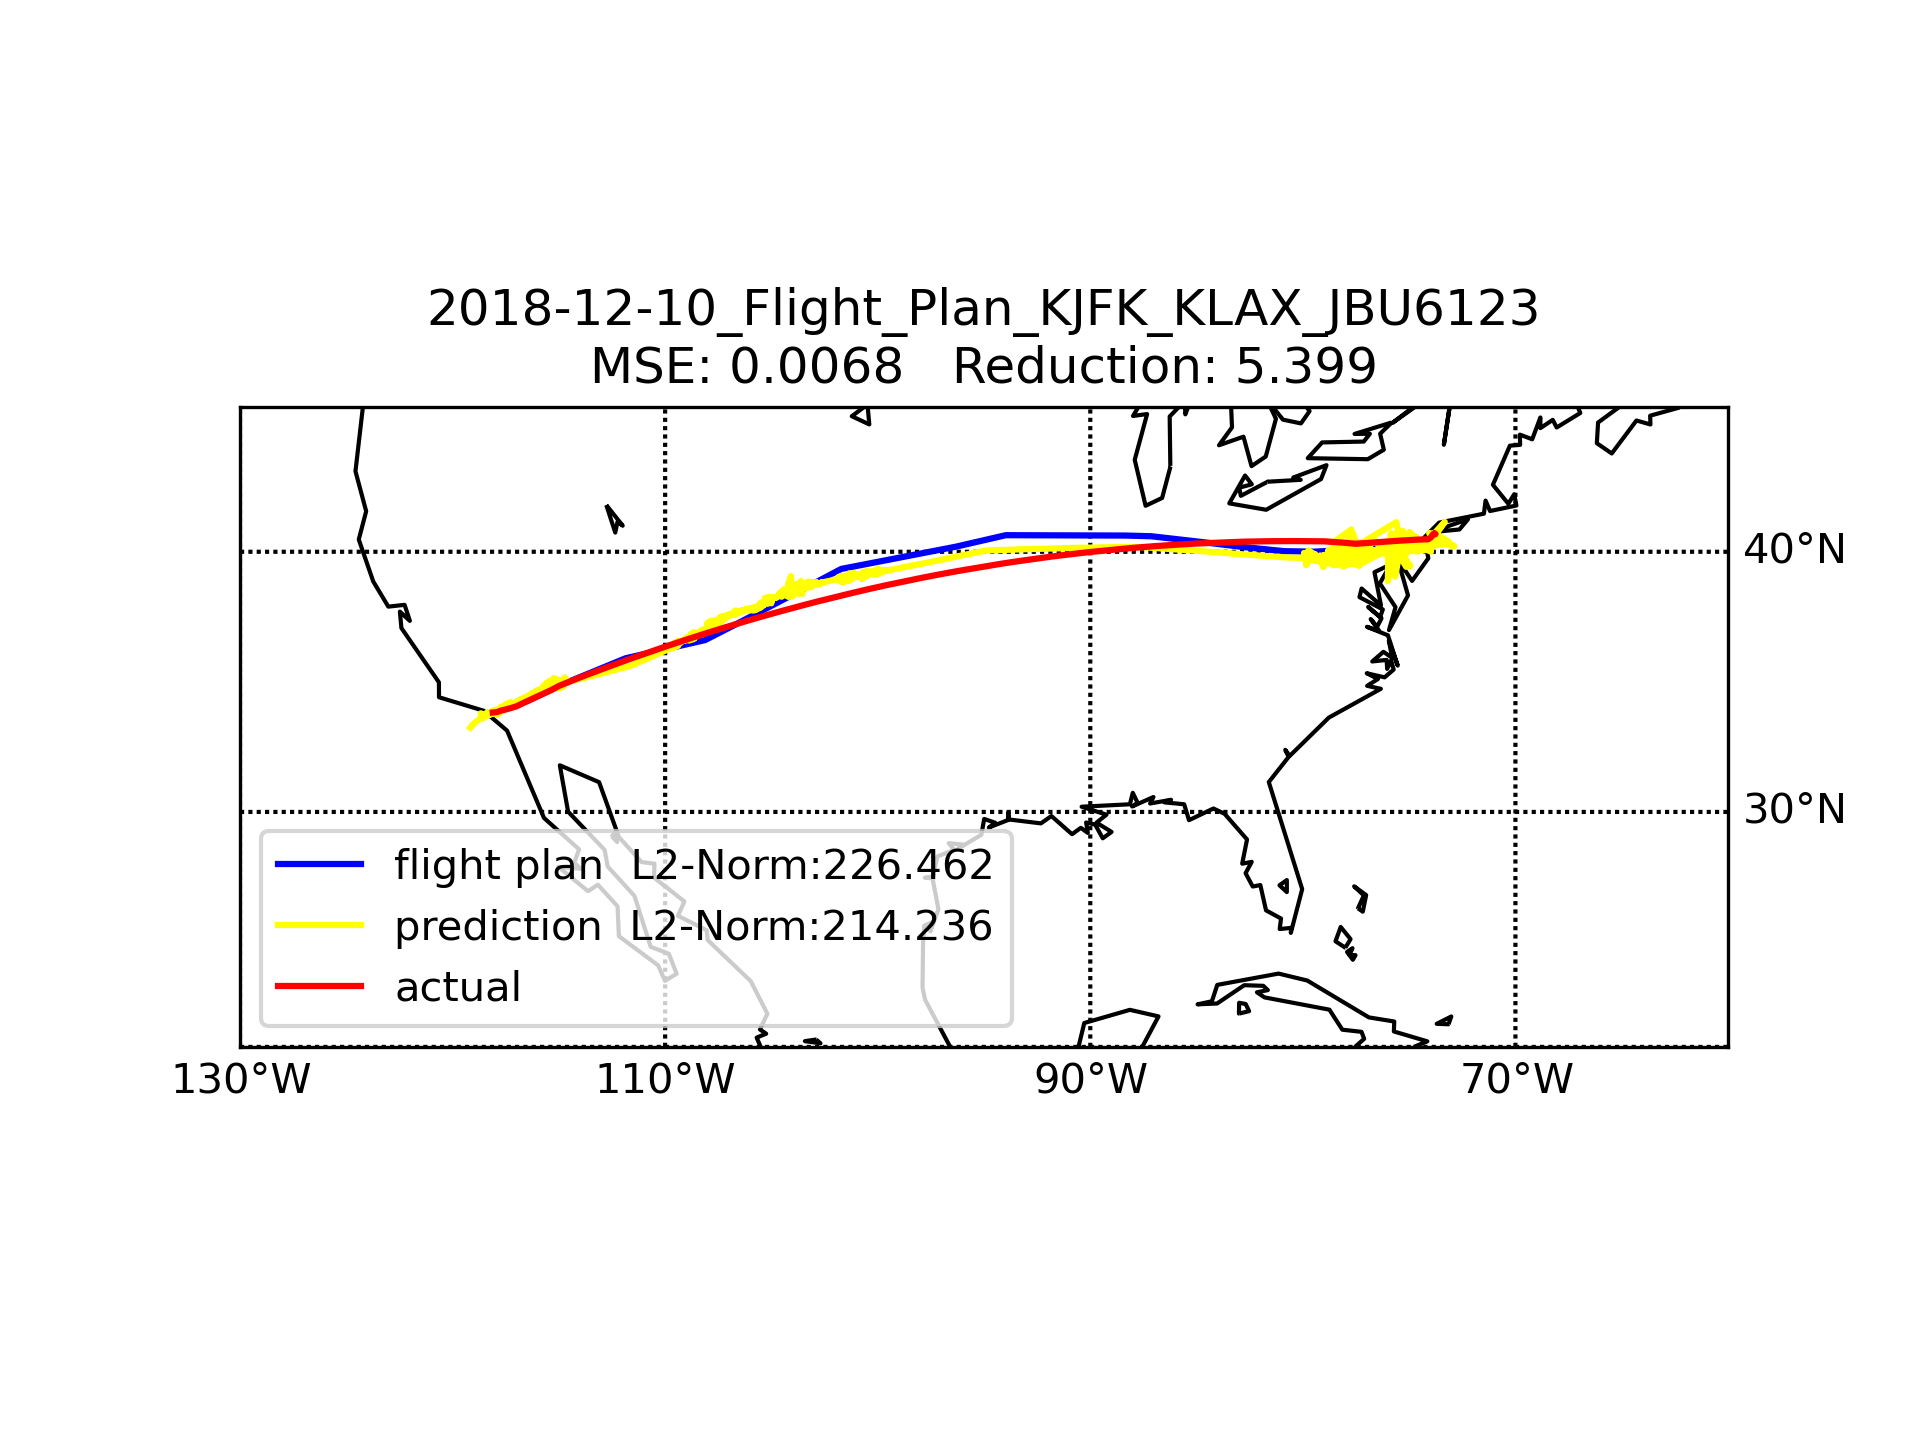 2018-12-10_Flight_Plan_KJFK_KLAX_JBU6123
MSE: 0.0068   Reduction: 5.399
40°N
30°N
flight plan  L2-Norm:226.462
prediction  L2-Norm:214.236
actual
130°W
110°W
90°W
70°W